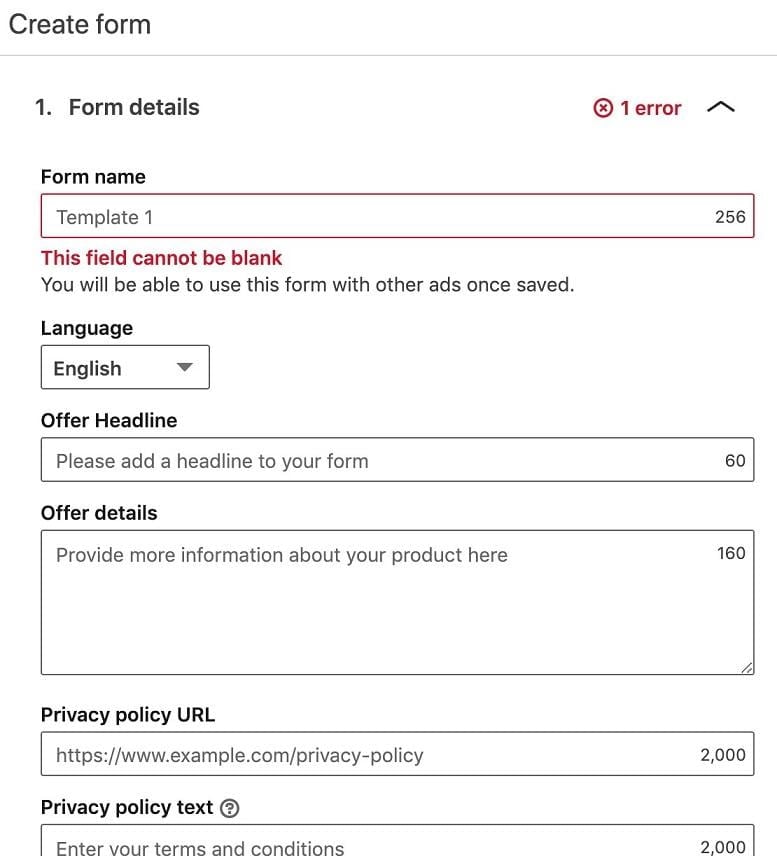 Create form
1. Form details
1 error
Form name
Template 1 256
This field cannot be blank
You will be able to use this form with other ads once saved.
Language
English
Offer Headline
Please add a headline to your form 60
Offer details
Provide more information about your product here 160
Privacy policy URL
https://www.example.com/privacy-policy 2,000
Privacy policy text ?
Enter your terms and conditions 2,000